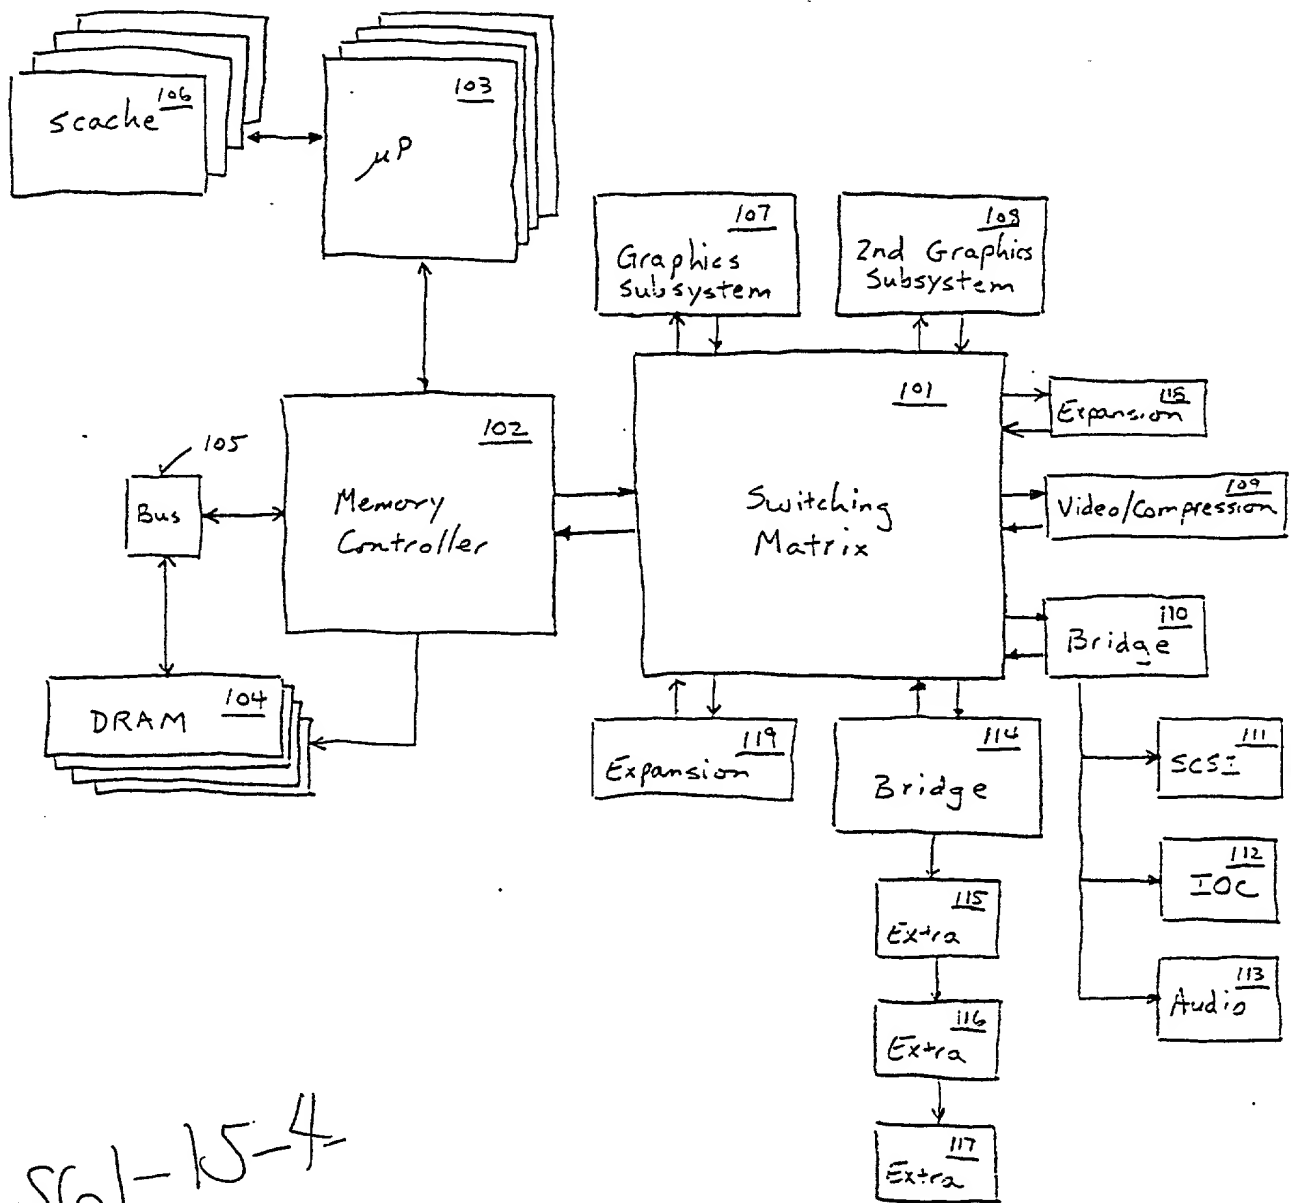 scache 106
103
μP
107
Graphics
Subsystem
108
2nd Graphics
Subsystem
101
Switching
Matrix
118
Expansion
109
Video/Compression
110
Bridge
102
Memory
Controller
105
Bus
104
DRAM
119
Expansion
114
Bridge
111
SCSI
112
IOC
113
Audio
115
Extra
116
Extra
117
Extra
SGI-15-4-